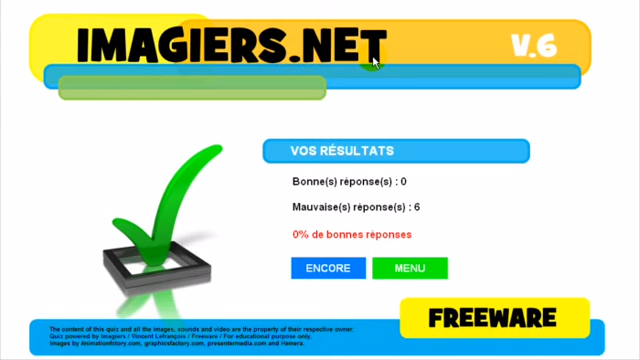 IMAGIERS.NET
V.6
VOS RÉSULTATS
Bonne(s) réponse(s) : 0
Mauvaise(s) réponse(s) : 6
0% de bonnes réponses
ENCORE
MENU
FREEWARE
The content of this quiz and all the images, sounds and video are the property of their respective owner.
Quiz powered by Imagiers / Vincent Lefrançois / Freeware / For educational purpose only.
Images by Animationfstory.com, graphicsfactory.com, presentermedia.com and Hemera.